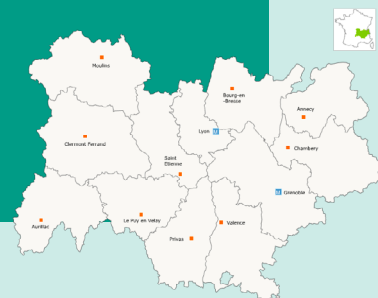 Moulins
Bourg-en
-Bresse
Annecy
Lyon
Clermont Ferrand
Chambery
Saint
Etienne
Grenoble
Le Puy en Velay
Aurillac
Valence
Privas